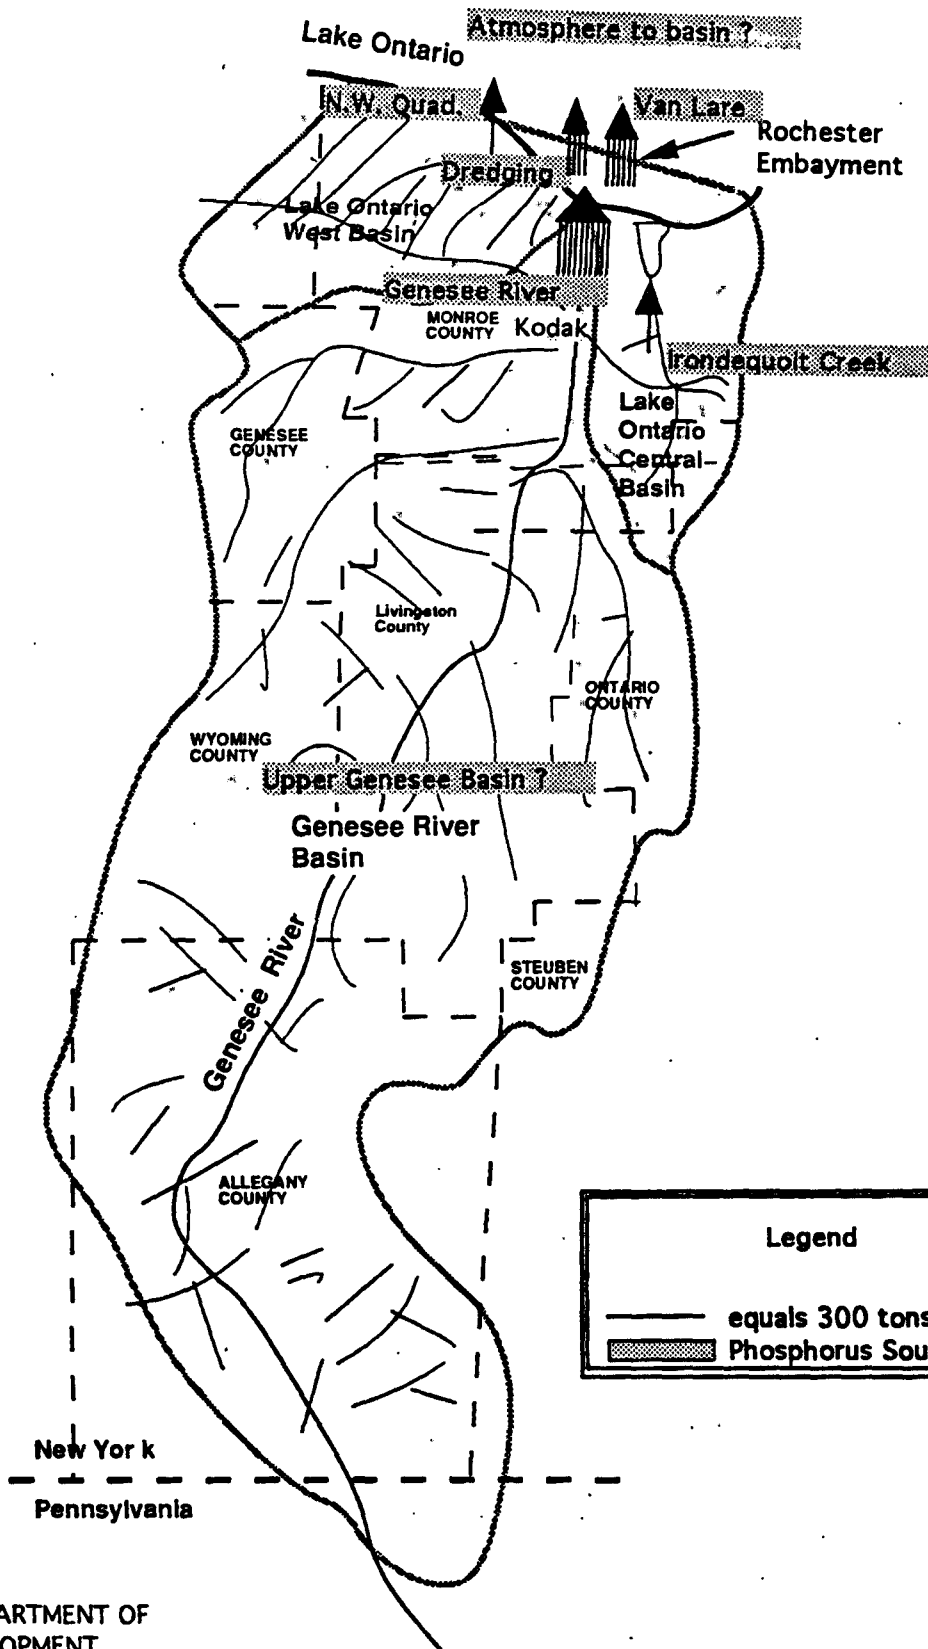 Atmosphere to basin ?
Lake Ontario
N.W. Quad.
Van Lare
Rochester
Embayment
Dredging
Lake Ontario
West Basin
Genesee River
MONROE
COUNTY
Kodak
Irondequoit Creek
Lake
Ontario
Central
Basin
GENESEE
COUNTY
Livingston
County
ONTARIO
COUNTY
WYOMING
COUNTY
Upper Genesee Basin ?
Genesee River
Basin
Genesee River
STEUBEN
COUNTY
ALLEGANY
COUNTY
Legend
equals 300 tons
Phosphorus Sou
New Yor k
Pennsylvania
ARTMENT OF
OPMENT